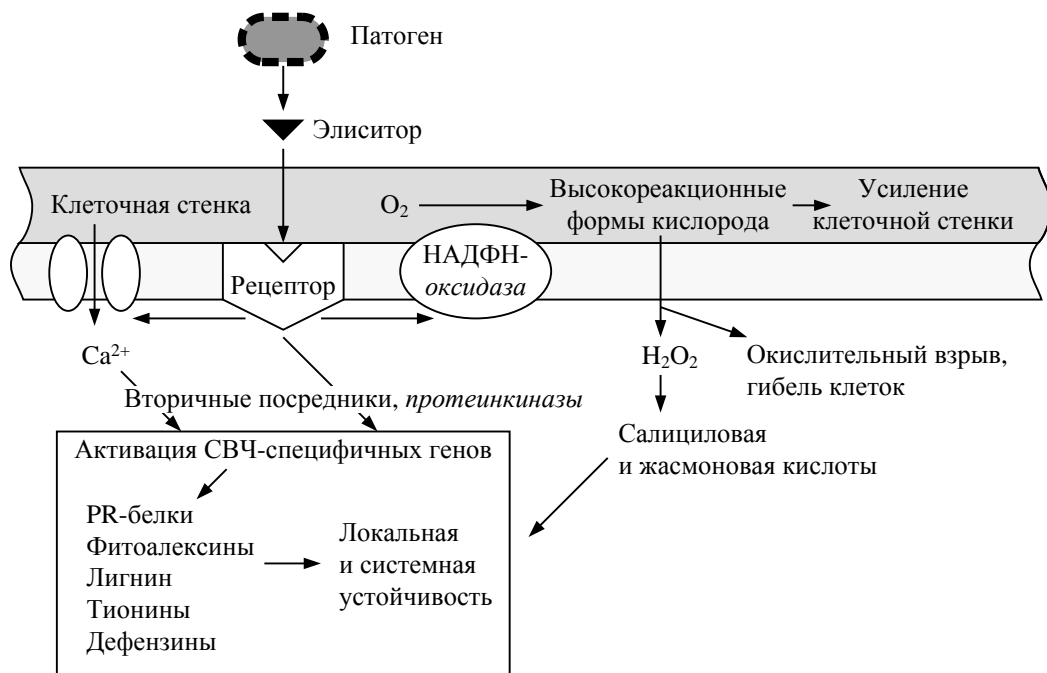 Патоген
Элиситор
Клеточная стенка
O₂
Высокореакционные
формы кислорода
Усиление
клеточной стенки
Рецептор
НАДФН-
оксидаза
Ca²⁺
H₂O₂
Окислительный взрыв,
гибель клеток
Вторичные посредники, протеинкиназы
Салициловая
и жасмоновая кислоты
Активация СВЧ-специфичных генов
PR-белки
Фитоалексины
Лигнин
Тионины
Дефензины
Локальная
и системная
устойчивость